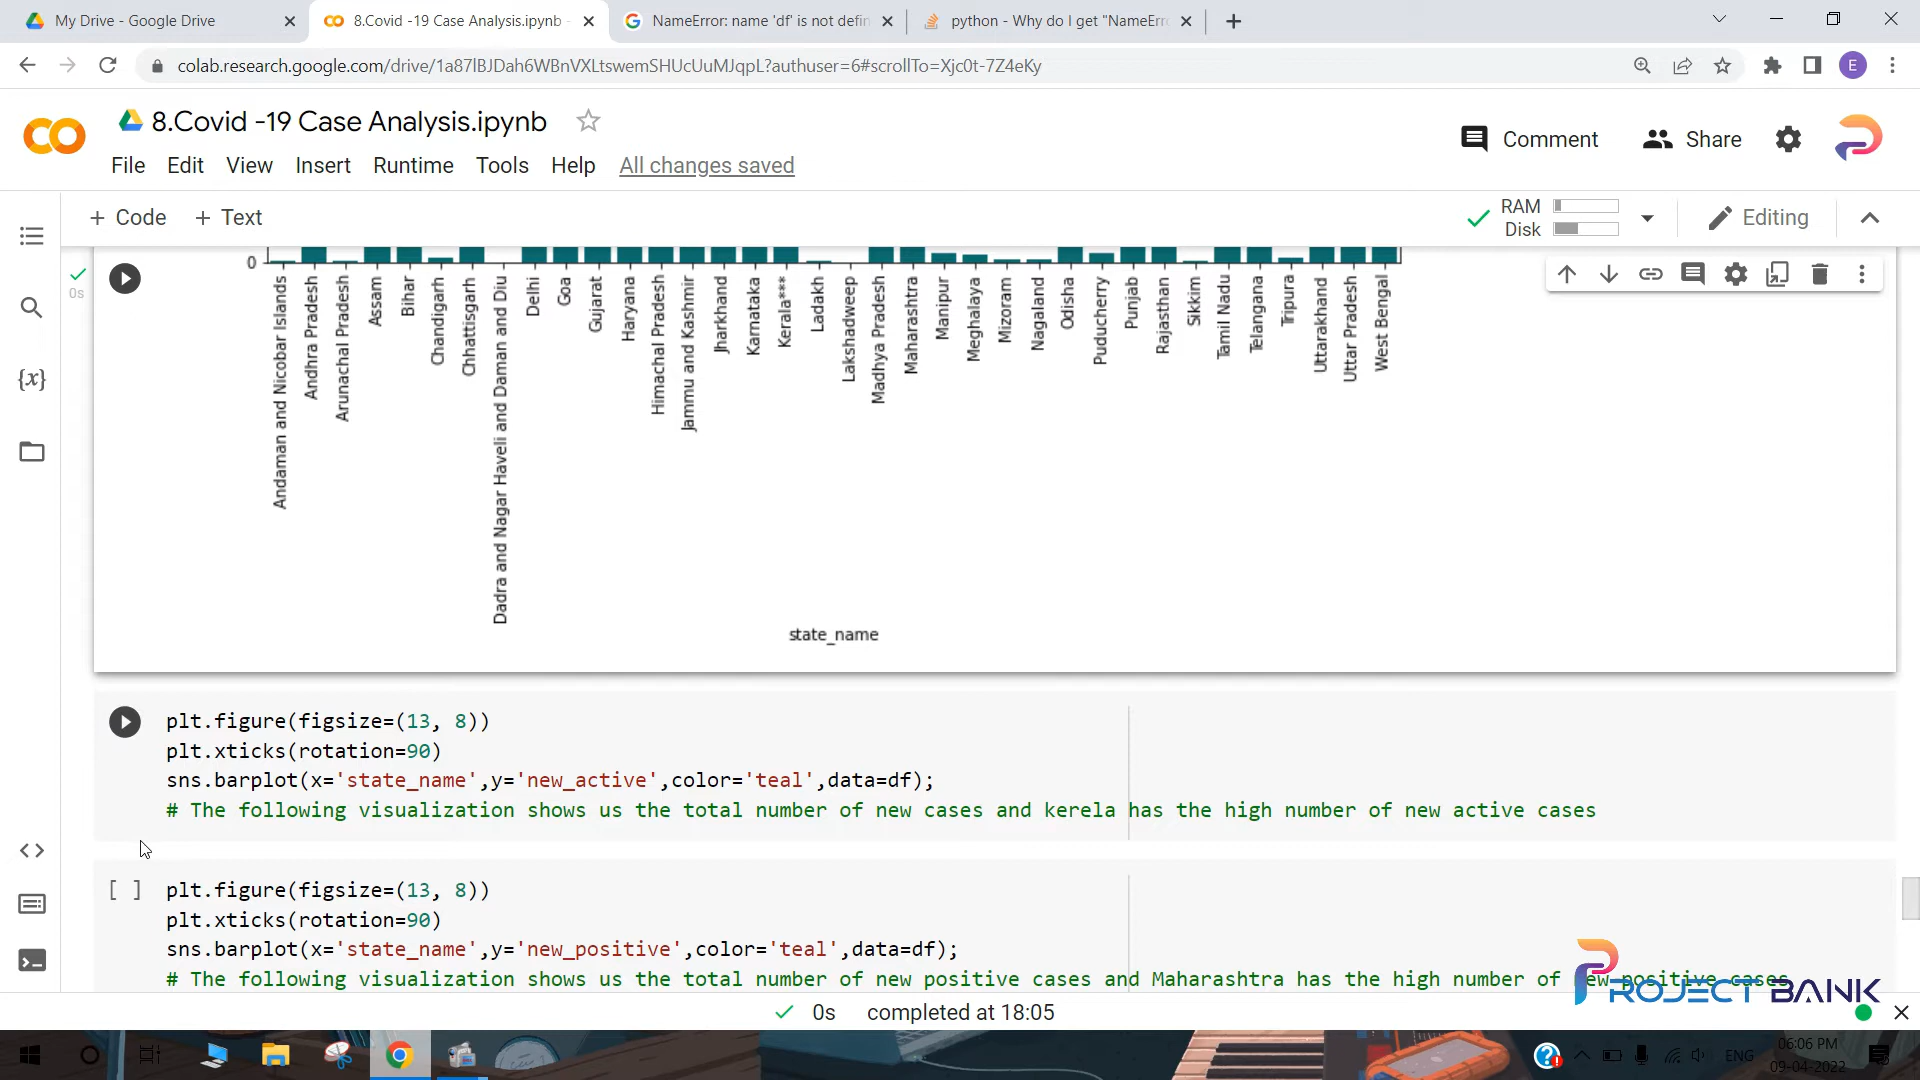 My Drive - Google Drive
8.Covid -19 Case Analysis.ipynb -
NameError: name 'df' is not defin
python - Why do I get "NameErr
colab.research.google.com/drive/1a87lBJDah6WBnVXLtswemSHUcUuMJqpL?authuser=6#scrollTo=Xjc0t-7Z4eKy
E
8.Covid -19 Case Analysis.ipynb
Comment
Share
File
Edit
View
Insert
Runtime
Tools
Help
All changes saved
+ Code
+ Text
RAM
Disk
Editing
0s
0
Andaman and Nicobar Islands
Andhra Pradesh
Arunachal Pradesh
Assam
Bihar
Chandigarh
Chhattisgarh
Dadra and Nagar Haveli and Daman and Diu
Delhi
Goa
Gujarat
Haryana
Himachal Pradesh
Jammu and Kashmir
Jharkhand
Karnataka
Kerala***
Ladakh
Lakshadweep
Madhya Pradesh
Maharashtra
Manipur
Meghalaya
Mizoram
Nagaland
Odisha
Puducherry
Punjab
Rajasthan
Sikkim
Tamil Nadu
Telangana
Tripura
Uttarakhand
Uttar Pradesh
West Bengal
state_name
plt.figure(figsize=(13, 8))
plt.xticks(rotation=90)
sns.barplot(x='state_name',y='new_active',color='teal',data=df);
# The following visualization shows us the total number of new cases and kerela has the high number of new active cases
[ ]
plt.figure(figsize=(13, 8))
plt.xticks(rotation=90)
sns.barplot(x='state_name',y='new_positive',color='teal',data=df);
# The following visualization shows us the total number of new positive cases and Maharashtra has the high number of new positive cases
PROJECT BANK
0s completed at 18:05
ENG
06:06 PM
09-04-2022